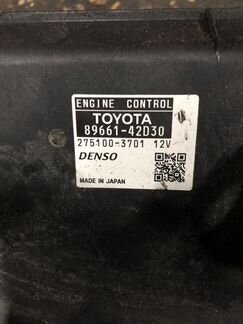 ENGINE CONTROL
TOYOTA
89661-42D30
275100-3701 12V
DENSO
MADE IN JAPAN